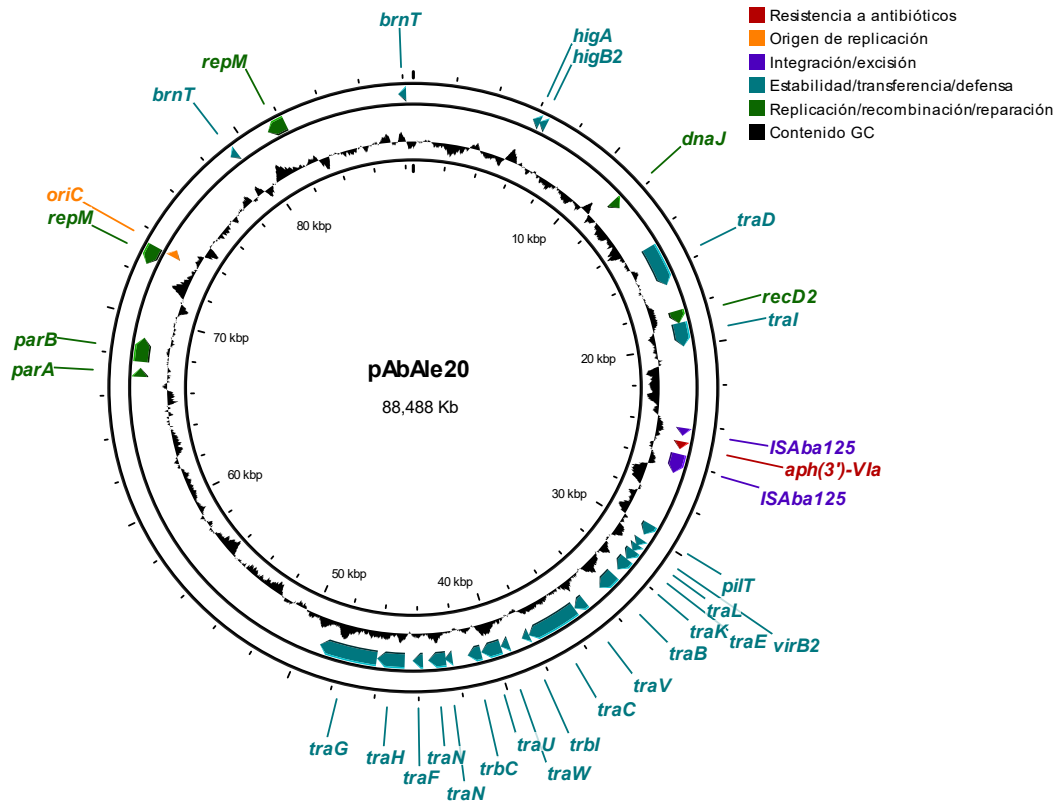 brnT
higA
higB2
repM
brnT
dnaJ
oriC
repM
traD
recD2
traI
parB
parA
ISAba125
aph(3')-VIa
ISAba125
pilT
virB2
traL
traE
traK
traB
traV
traC
trbI
traW
traU
trbC
traN
traN
traF
traH
traG
10 kbp
20 kbp
30 kbp
40 kbp
50 kbp
60 kbp
70 kbp
80 kbp
pAbAle20
88,488 Kb
Resistencia a antibióticos
Origen de replicación
Integración/excisión
Estabilidad/transferencia/defensa
Replicación/recombinación/reparación
Contenido GC